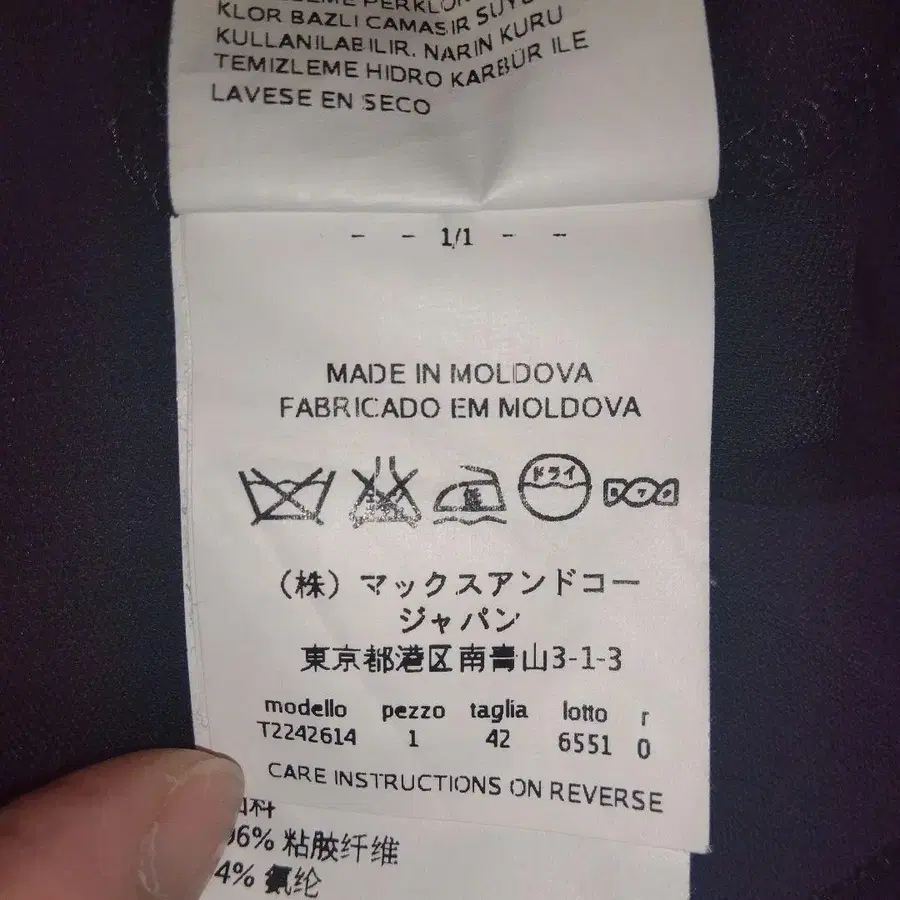 KLOR BAZLI CAMASIR
KULLANILABILIR. NARIN KURU
TEMIZLEME HIDRO KARBÜR ILE
LAVESE EN SECO
- - 1/1 - -
MADE IN MOLDOVA
FABRICADO EM MOLDOVA
ドライ
(株) マックスアンドコー
ジャパン
東京都港区南青山3-1-3
modello pezzo taglia lotto r
T2242614 1 42 6551 0
CARE INSTRUCTIONS ON REVERSE
96% 粘胶纤维
4% 氨纶